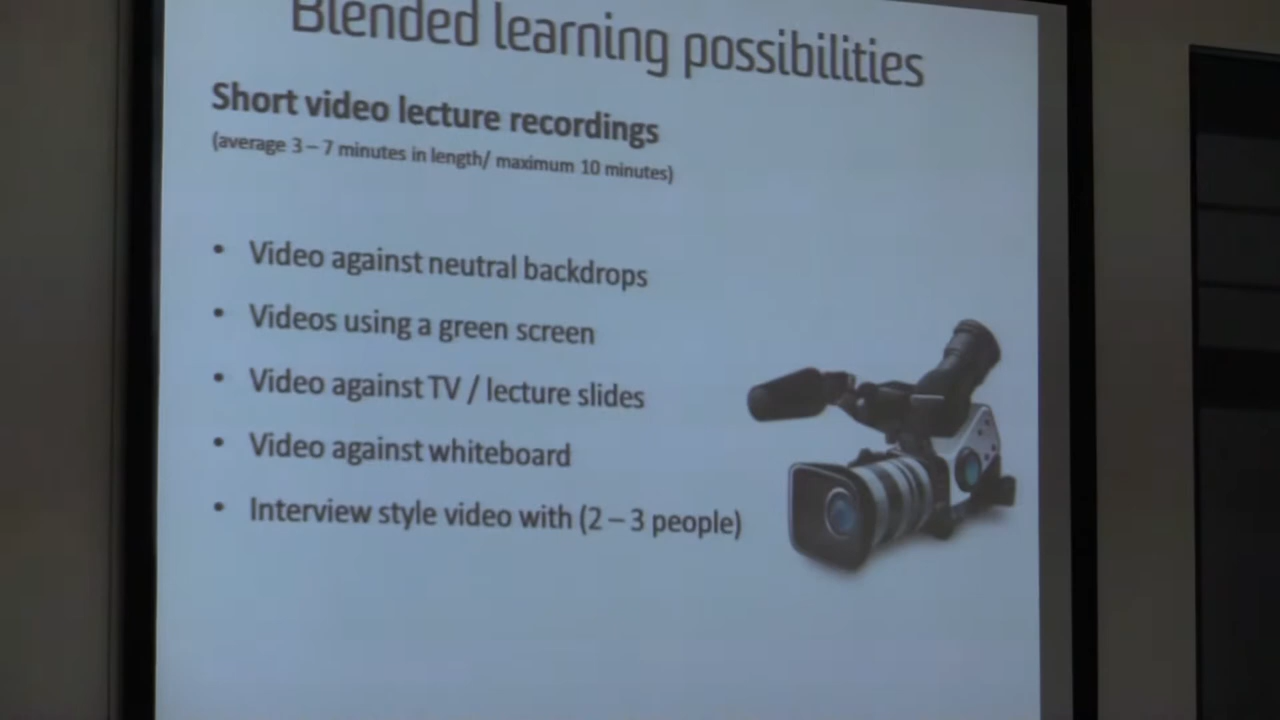 Blended learning possibilities
Short video lecture recordings
(average 3 – 7 minutes in length/ maximum 10 minutes)
• Video against neutral backdrops
• Videos using a green screen
• Video against TV / lecture slides
• Video against whiteboard
• Interview style video with (2 – 3 people)